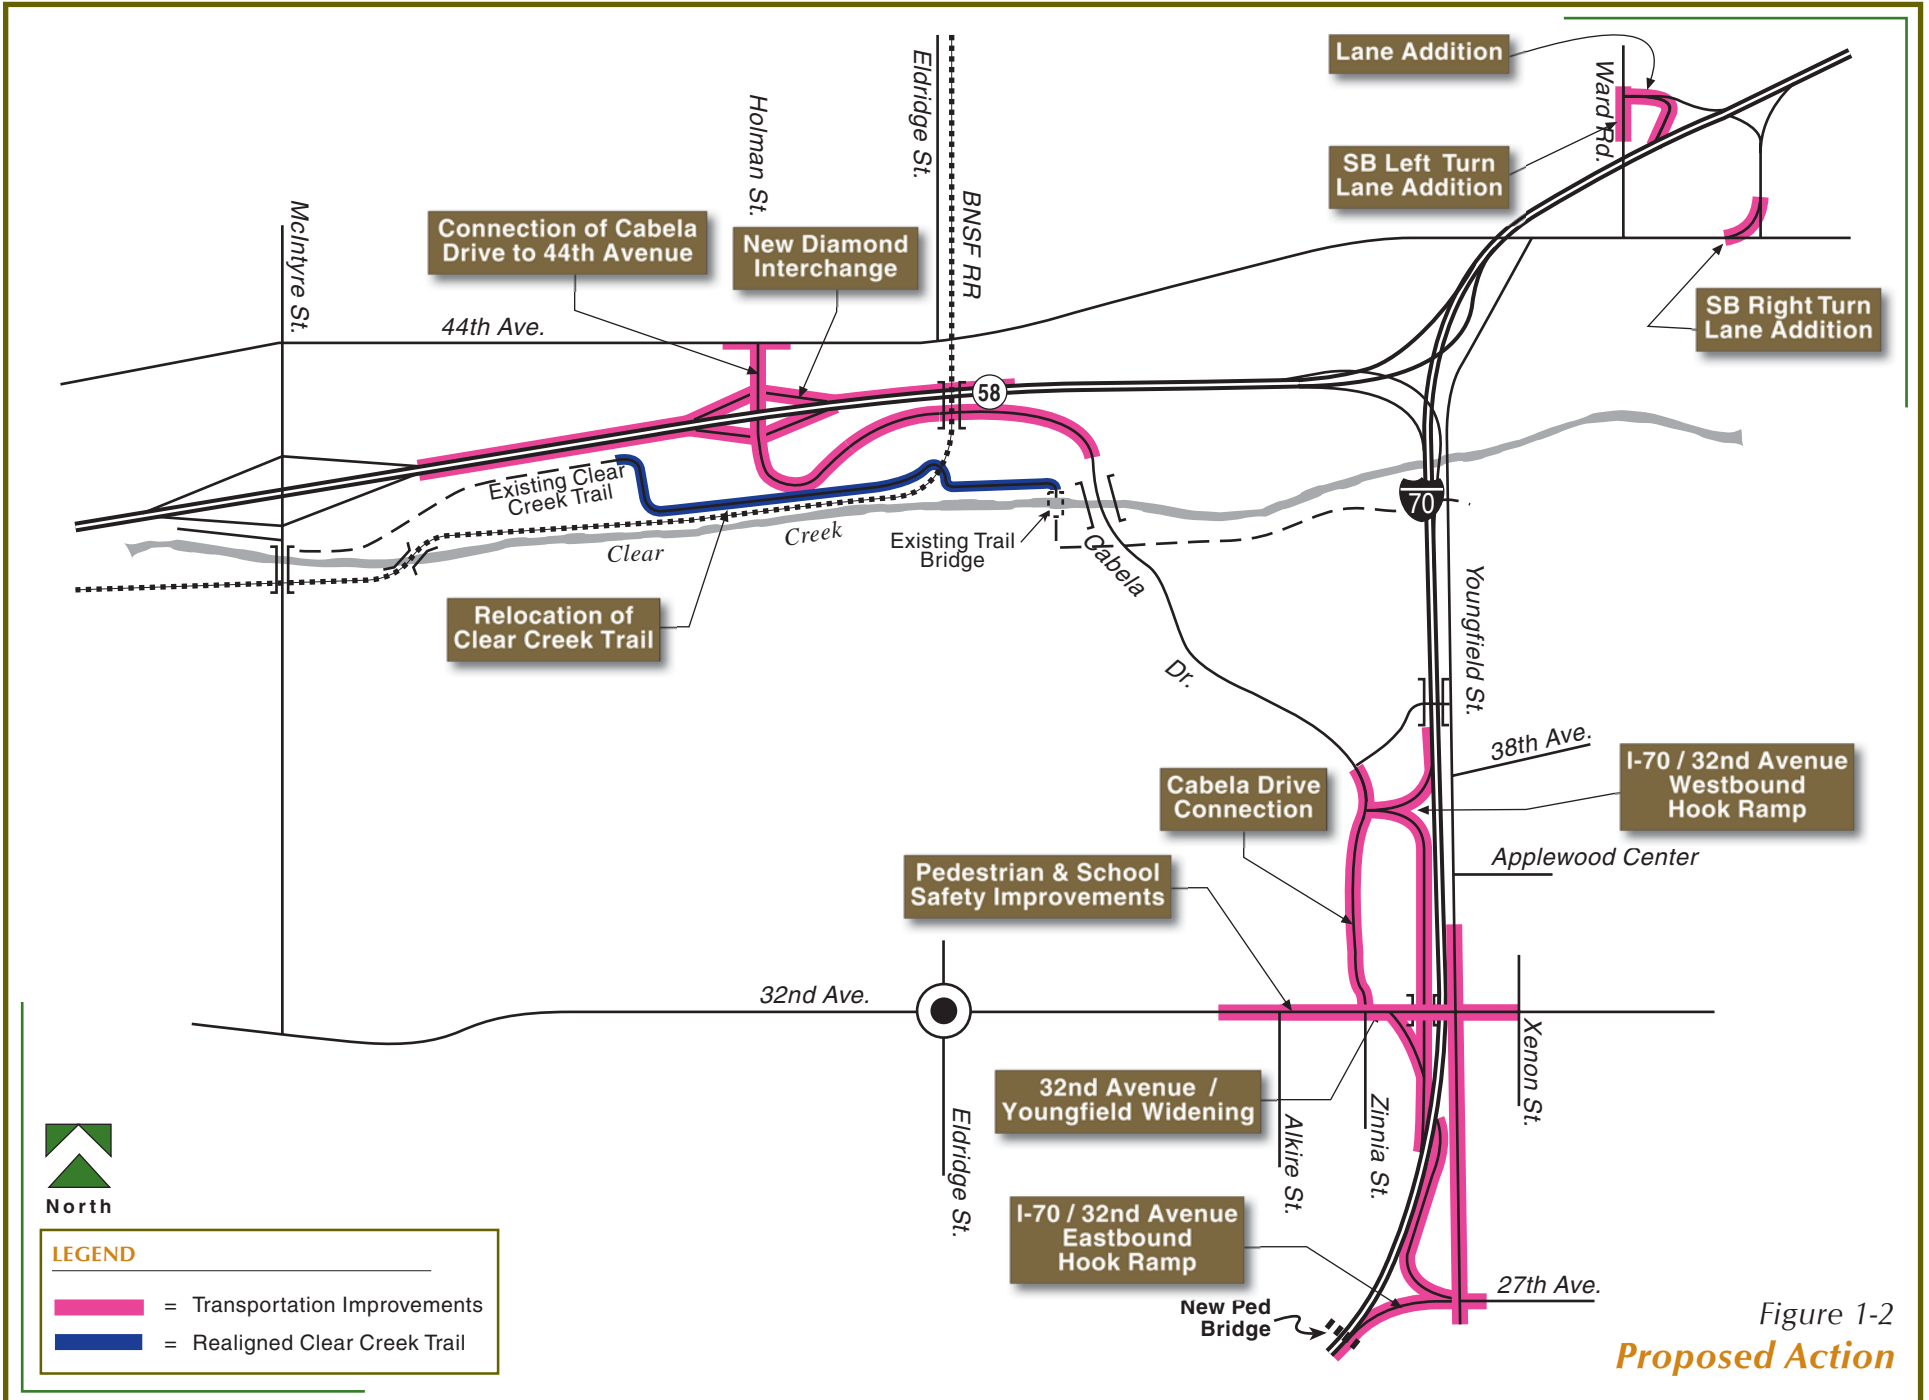 Lane Addition
SB Left Turn
Lane Addition
Ward Rd.
SB Right Turn
Lane Addition
Eldridge St.
BNSF RR
Holman St.
McIntyre St.
Connection of Cabela
Drive to 44th Avenue
New Diamond
Interchange
44th Ave.
58
Existing Clear
Creek Trail
Clear
Creek
Existing Trail
Bridge
Cabela
Dr.
70
Youngfield St.
Relocation of
Clear Creek Trail
38th Ave.
I-70 / 32nd Avenue
Westbound
Hook Ramp
Cabela Drive
Connection
Applewood Center
Pedestrian & School
Safety Improvements
32nd Ave.
Xenon St.
32nd Avenue /
Youngfield Widening
Zinnia St.
Alkire St.
Eldridge St.
I-70 / 32nd Avenue
Eastbound
Hook Ramp
27th Ave.
New Ped
Bridge
North
LEGEND
= Transportation Improvements
= Realigned Clear Creek Trail
Figure 1-2
Proposed Action